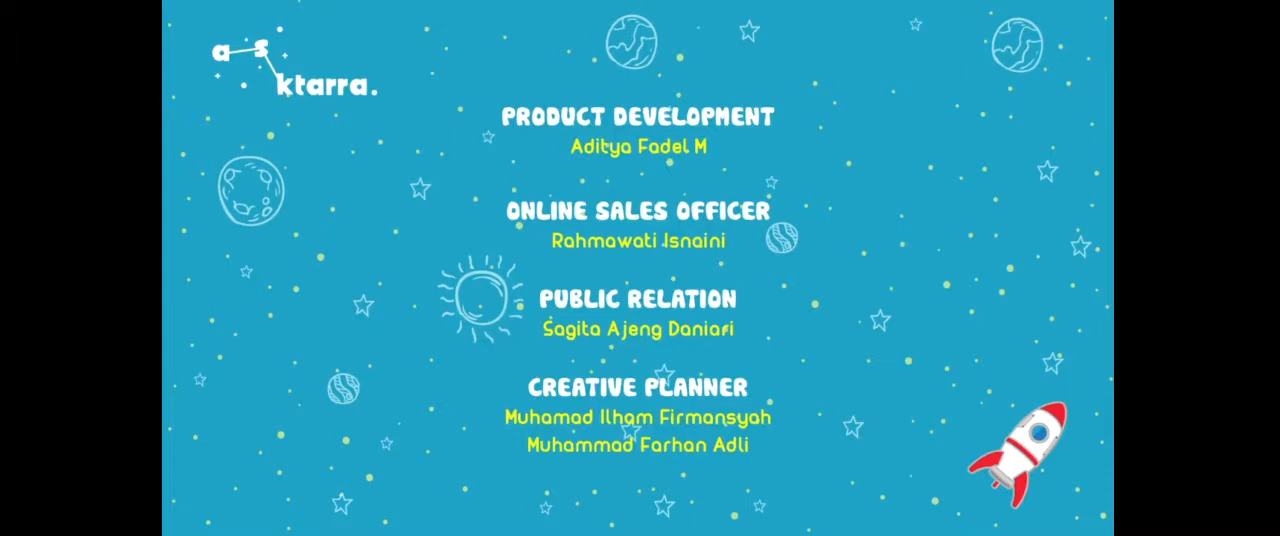 as
ktarra.
PRODUCT DEVELOPMENT
Aditya Fadel M
ONLINE SALES OFFICER
Rahmawati Isnaini
PUBLIC RELATION
Sagita Ajeng Daniari
CREATIVE PLANNER
Muhamad Ilham Firmansyah
Muhammad Farhan Adli